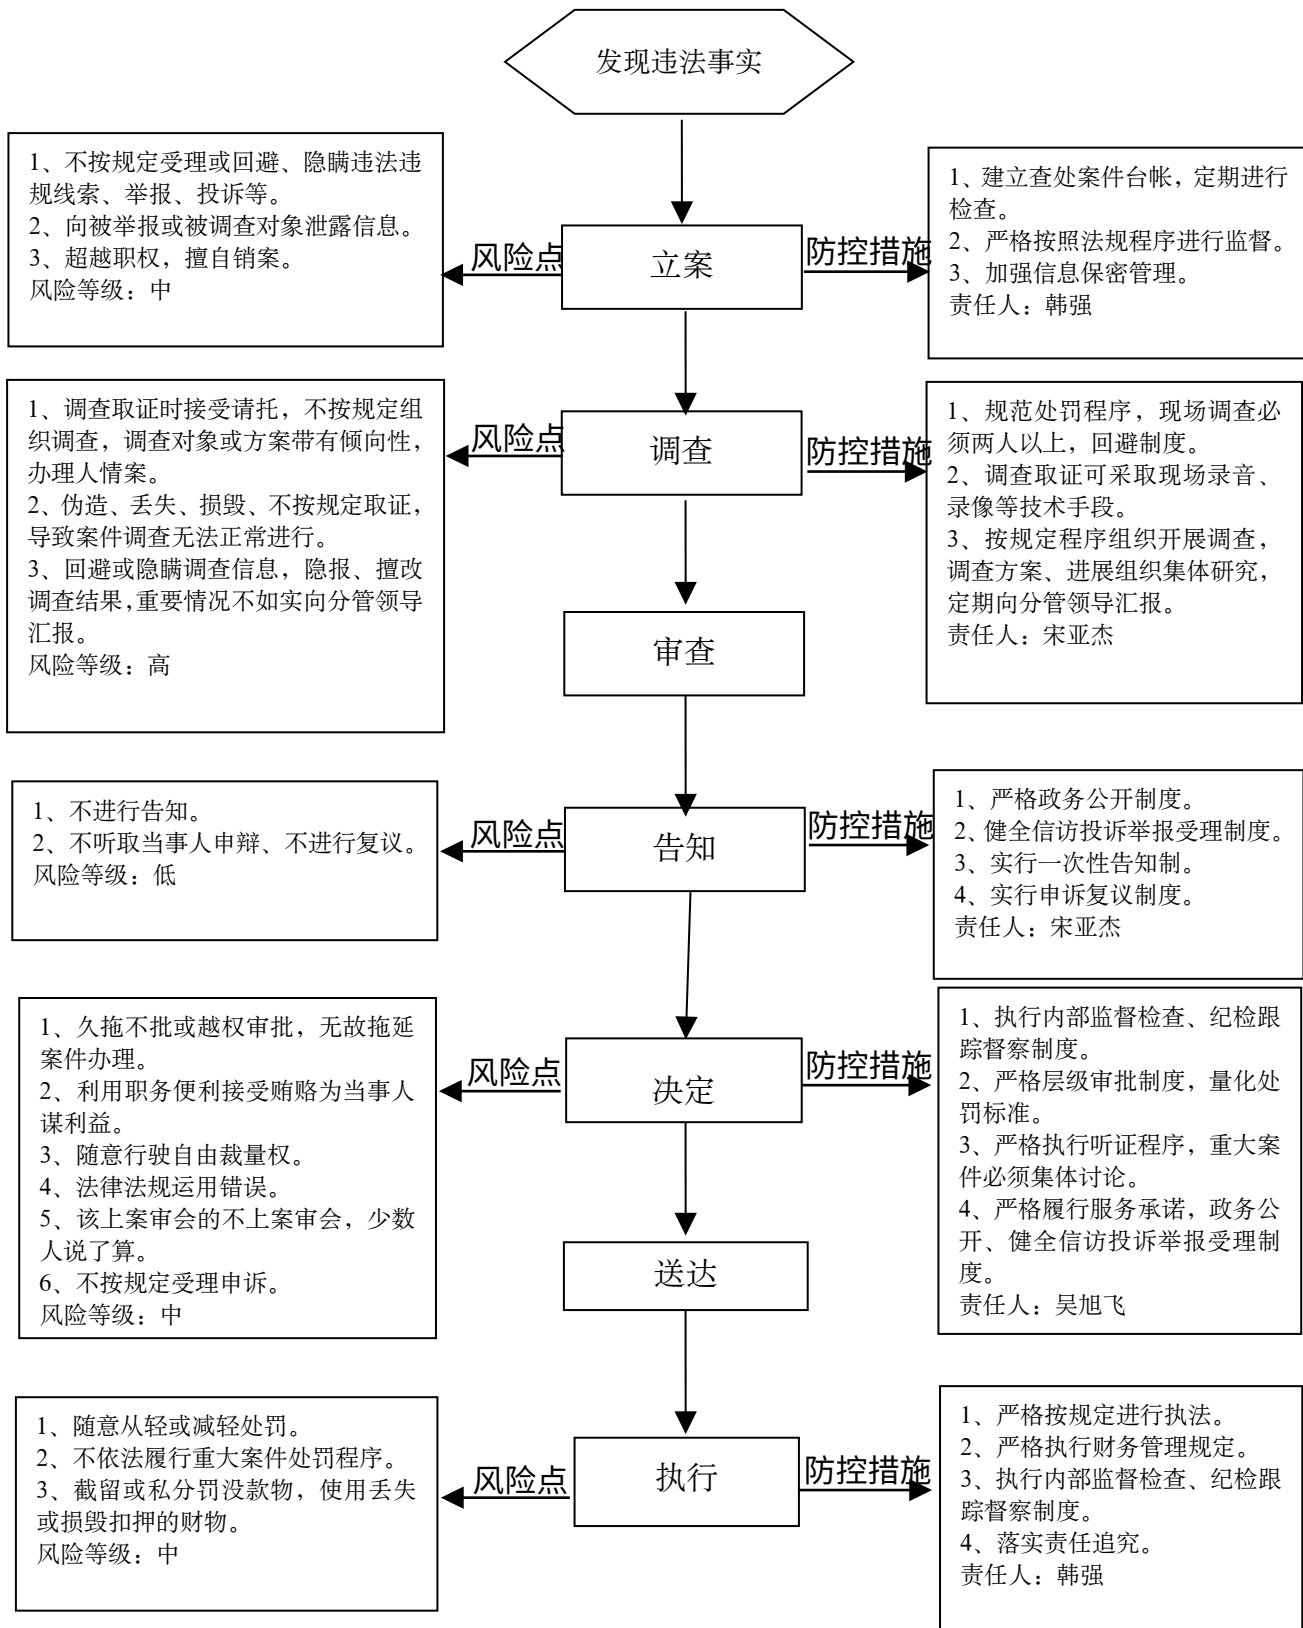 发现违法事实
1、不按规定受理或回避、隐瞒违法违
规线索、举报、投诉等。
2、向被举报或被调查对象泄露信息。
3、超越职权，擅自销案。
风险等级：中
风险点
立案
防控措施
1、建立查处案件台帐，定期进行
检查。
2、严格按照法规程序进行监督。
3、加强信息保密管理。
责任人：韩强
1、调查取证时接受请托，不按规定组
织调查，调查对象或方案带有倾向性，
办理人情案。
2、伪造、丢失、损毁、不按规定取证，
导致案件调查无法正常进行。
3、回避或隐瞒调查信息，隐报、擅改
调查结果，重要情况不如实向分管领导
汇报。
风险等级：高
风险点
调查
防控措施
1、规范处罚程序，现场调查必
须两人以上，回避制度。
2、调查取证可采取现场录音、
录像等技术手段。
3、按规定程序组织开展调查，
调查方案、进展组织集体研究，
定期向分管领导汇报。
责任人：宋亚杰
审查
1、不进行告知。
2、不听取当事人申辩、不进行复议。
风险等级：低
风险点
告知
防控措施
1、严格政务公开制度。
2、健全信访投诉举报受理制度。
3、实行一次性告知制。
4、实行申诉复议制度。
责任人：宋亚杰
1、久拖不批或越权审批，无故拖延
案件办理。
2、利用职务便利接受贿赂为当事人
谋利益。
3、随意行驶自由裁量权。
4、法律法规运用错误。
5、该上案审会的不上案审会，少数
人说了算。
6、不按规定受理申诉。
风险等级：中
风险点
决定
防控措施
1、执行内部监督检查、纪检跟
踪督察制度。
2、严格层级审批制度，量化处
罚标准。
3、严格执行听证程序，重大案
件必须集体讨论。
4、严格履行服务承诺，政务公
开、健全信访投诉举报受理制
度。
责任人：吴旭飞
送达
1、随意从轻或减轻处罚。
2、不依法履行重大案件处罚程序。
3、截留或私分罚没款物，使用丢失
或损毁扣押的财物。
风险等级：中
风险点
执行
防控措施
1、严格按规定进行执法。
2、严格执行财务管理规定。
3、执行内部监督检查、纪检跟
踪督察制度。
4、落实责任追究。
责任人：韩强